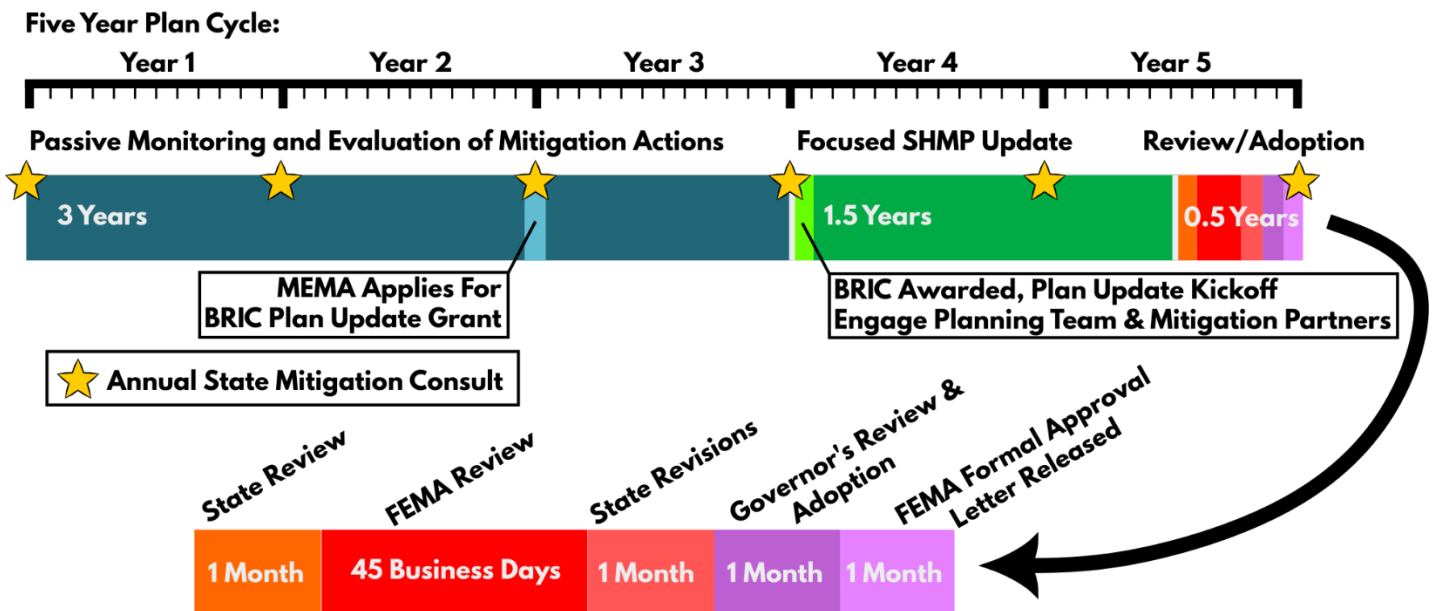 Five Year Plan Cycle:
Year 1
Year 2
Year 3
Year 4
Year 5
Passive Monitoring and Evaluation of Mitigation Actions
Focused SHMP Update
Review/Adoption
3 Years
1.5 Years
0.5 Years
MEMA Applies For
BRIC Plan Update Grant
BRIC Awarded, Plan Update Kickoff
Engage Planning Team & Mitigation Partners
Annual State Mitigation Consult
State Review
FEMA Review
State Revisions
Governor's Review &
Adoption
FEMA Formal Approval
Letter Released
1 Month
45 Business Days
1 Month
1 Month
1 Month